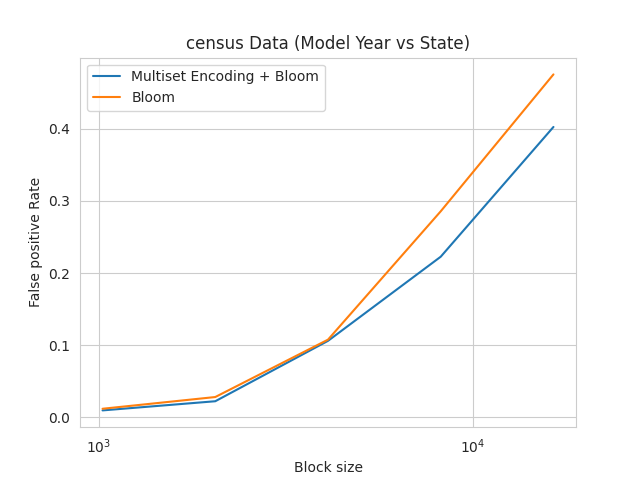 census Data (Model Year vs State)
Multiset Encoding + Bloom
Bloom
False positive Rate
0.4
0.3
0.2
0.1
0.0
10³
10⁴
Block size